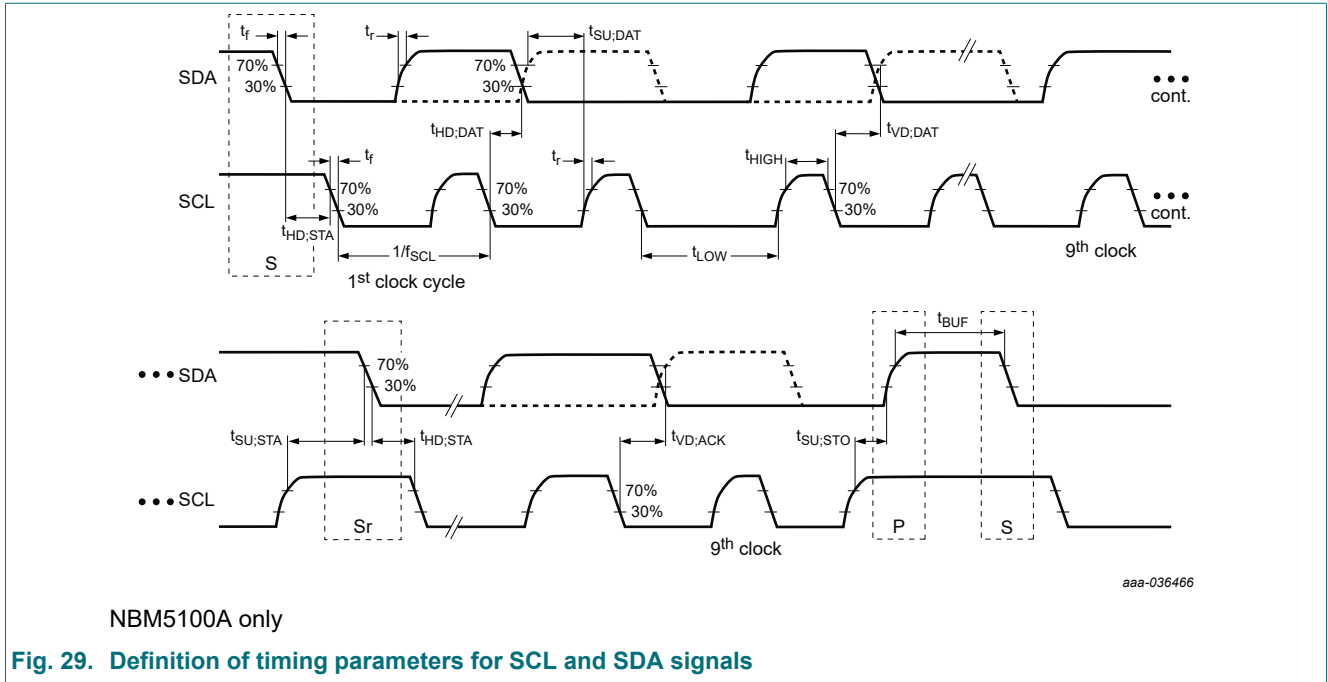 tf
tr
tSU;DAT
SDA
70%
30%
70%
30%
cont.
tHD;DAT
tVD;DAT
tf
tr
tHIGH
SCL
70%
30%
70%
30%
70%
30%
cont.
tHD;STA
1/fSCL
tLOW
9th clock
S
1st clock cycle
tBUF
SDA
70%
30%
tSU;STA
tHD;STA
tVD;ACK
tSU;STO
SCL
70%
30%
Sr
P
S
9th clock
aaa-036466
NBM5100A only
Fig. 29. Definition of timing parameters for SCL and SDA signals